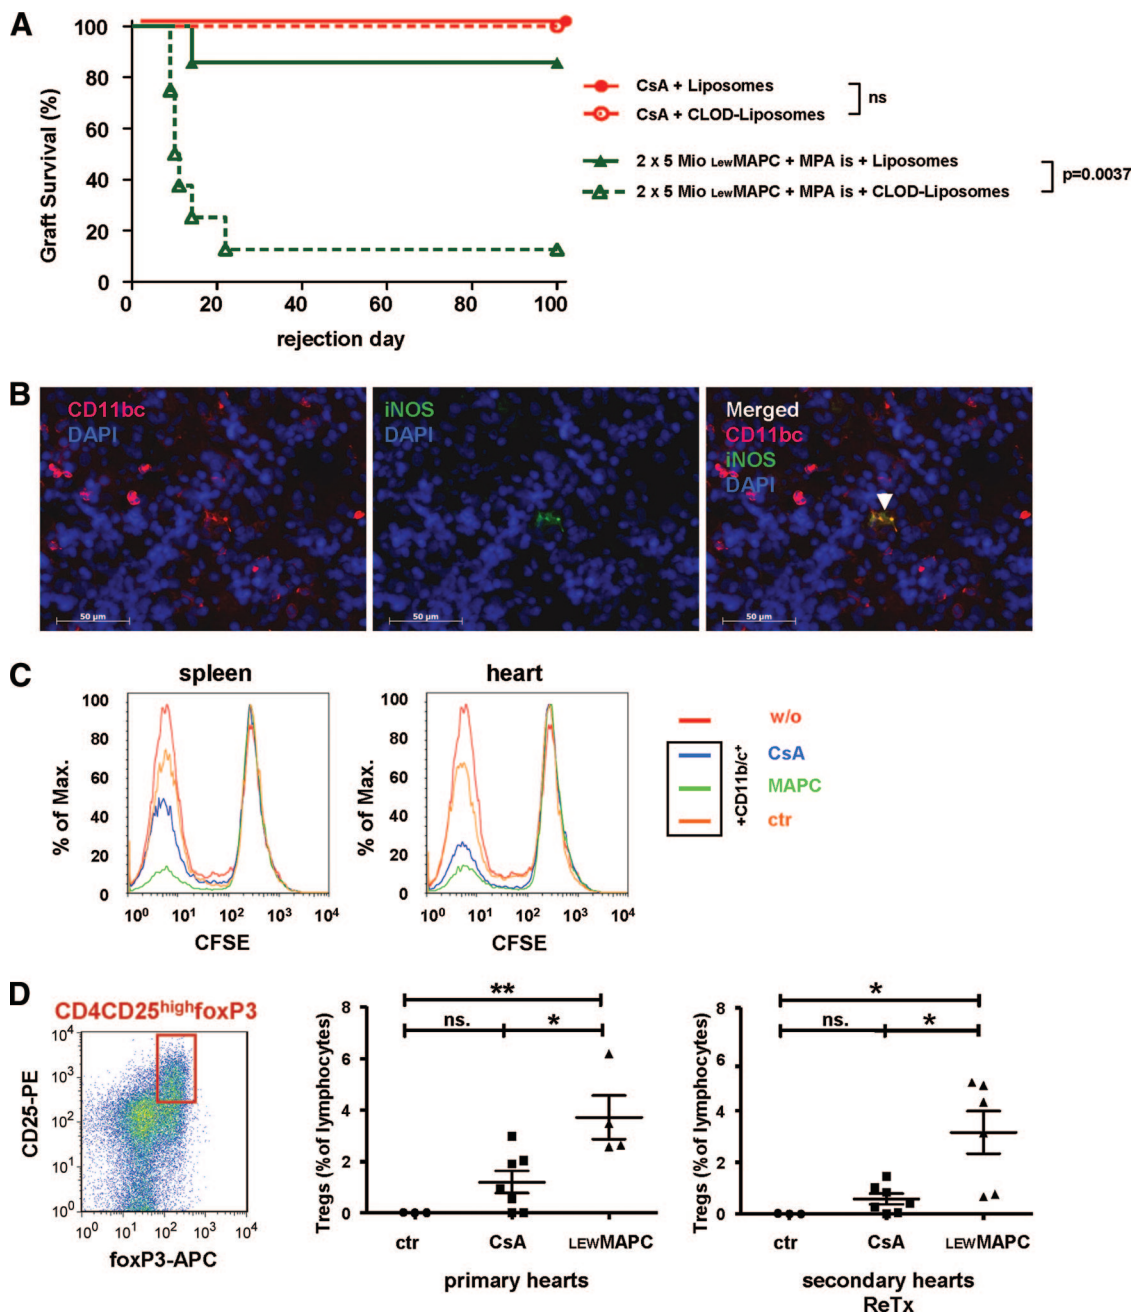 A
Graft Survival (%)
100
80
60
40
20
0
0 20 40 60 80 100
rejection day
CsA + Liposomes
CsA + CLOD-Liposomes
ns
2 x 5 Mio LewMAPC + MPA is + Liposomes
2 x 5 Mio LewMAPC + MPA is + CLOD-Liposomes
p=0.0037
B
CD11bc
DAPI
50 µm
iNOS
DAPI
50 µm
Merged
CD11bc
iNOS
DAPI
50 µm
C
spleen
% of Max.
100
80
60
40
20
0
10⁰ 10¹ 10² 10³ 10⁴
CFSE
heart
% of Max.
100
80
60
40
20
0
10⁰ 10¹ 10² 10³ 10⁴
CFSE
w/o
+CD11b/c⁺
CsA
MAPC
ctr
D
CD4CD25ʰⁱᵍʰfoxP3
CD25-PE
10⁴
10³
10²
10¹
10⁰
10⁰ 10¹ 10² 10³ 10⁴
foxP3-APC
Tregs (%of lymphocytes)
8
6
4
2
0
**
ns. *
ctr CsA LEWMAPC
primary hearts
Tregs (%of lymphocytes)
8
6
4
2
0
*
ns. *
ctr CsA LEWMAPC
secondary hearts
ReTx